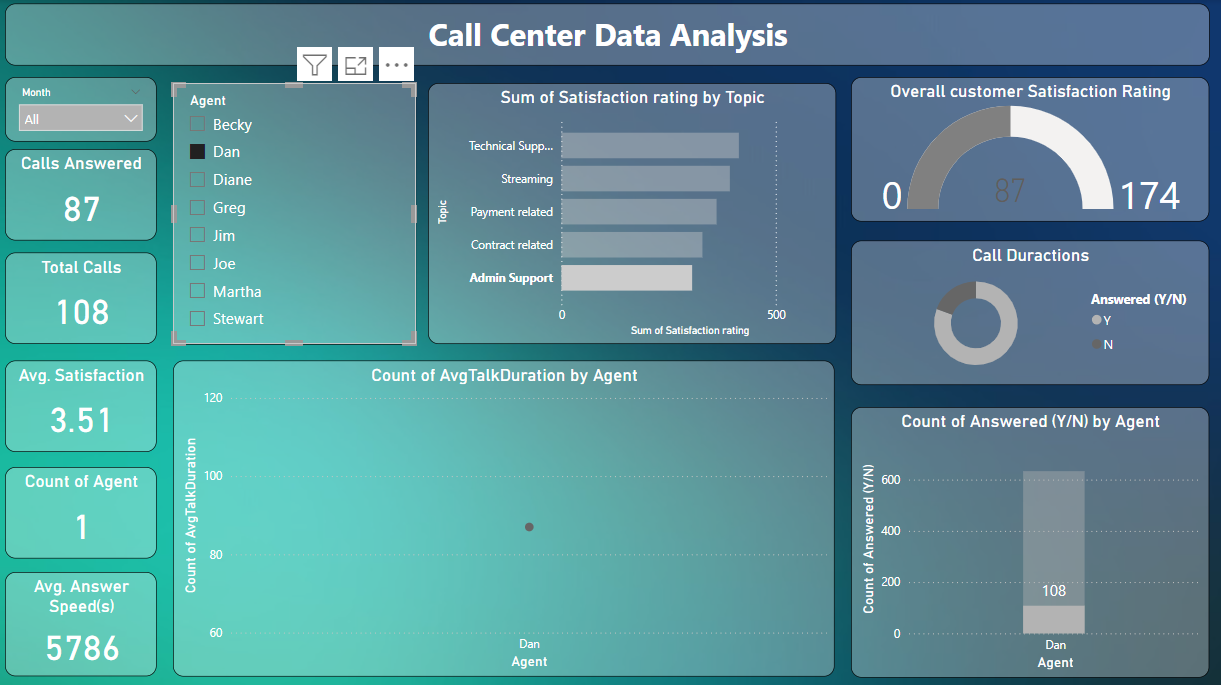 Call Center Data Analysis
Month
All
Calls Answered
87
Total Calls
108
Avg. Satisfaction
3.51
Count of Agent
1
Avg. Answer
Speed(s)
5786
Agent
Becky
Dan
Diane
Greg
Jim
Joe
Martha
Stewart
Sum of Satisfaction rating by Topic
Topic
Technical Supp...
Streaming
Payment related
Contract related
Admin Support
0
500
Sum of Satisfaction rating
Overall customer Satisfaction Rating
0
87
174
Call Duractions
Answered (Y/N)
Y
N
Count of AvgTalkDuration by Agent
Count of AvgTalkDuration
120
100
80
60
Dan
Agent
Count of Answered (Y/N) by Agent
Count of Answered (Y/N)
600
400
200
0
108
Dan
Agent